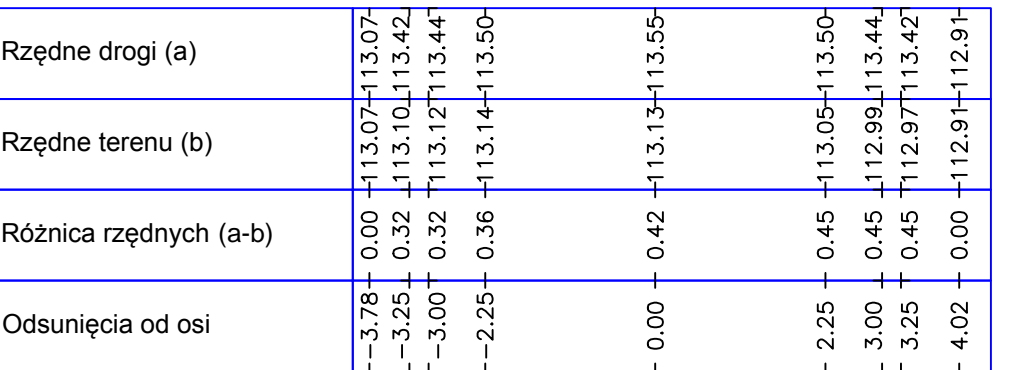 Rzędne drogi (a) 113.07 113.42 113.44 113.50 113.55 113.50 113.44 113.42 112.91
Rzędne terenu (b) 113.07 113.10 113.12 113.14 113.13 113.05 112.99 112.97 112.91
Różnica rzędnych (a-b) 0.00 0.32 0.32 0.36 0.42 0.45 0.45 0.45 0.00
Odsunięcia od osi -3.78 -3.25 -3.00 -2.25 0.00 2.25 3.00 3.25 4.02